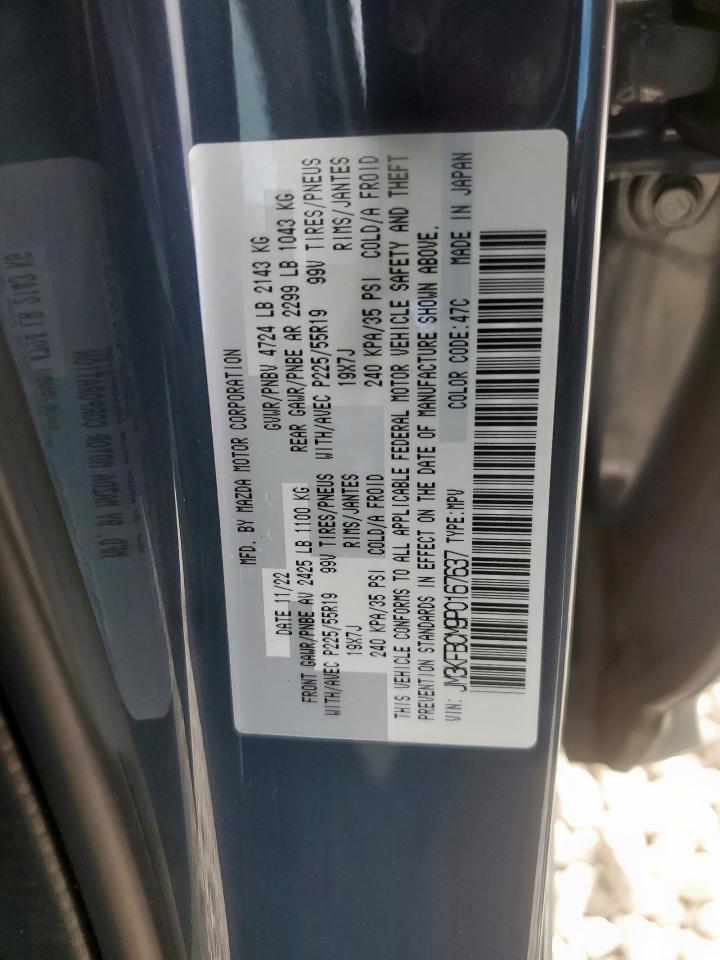 MFD. BY MAZDA MOTOR CORPORATION
DATE 11/22 GVWR/PNBV 4724 LB 2143 KG
FRONT GAWR/PNBE AV 2425 LB 1100 KG REAR GAWR/PNBE AR 2299 LB 1043 KG
WITH/AVEC P225/55R19 99V TIRES/PNEUS WITH/AVEC P225/55R19 99V TIRES/PNEUS
19X7J RIMS/JANTES 19X7J RIMS/JANTES
240 KPA/35 PSI COLD/A FROID 240 KPA/35 PSI COLD/A FROID
THIS VEHICLE CONFORMS TO ALL APPLICABLE FEDERAL MOTOR VEHICLE SAFETY AND THEFT
PREVENTION STANDARDS IN EFFECT ON THE DATE OF MANUFACTURE SHOWN ABOVE.
VIN: JM3KFBCM9P0167637 TYPE:MPV COLOR CODE:47C MADE IN JAPAN